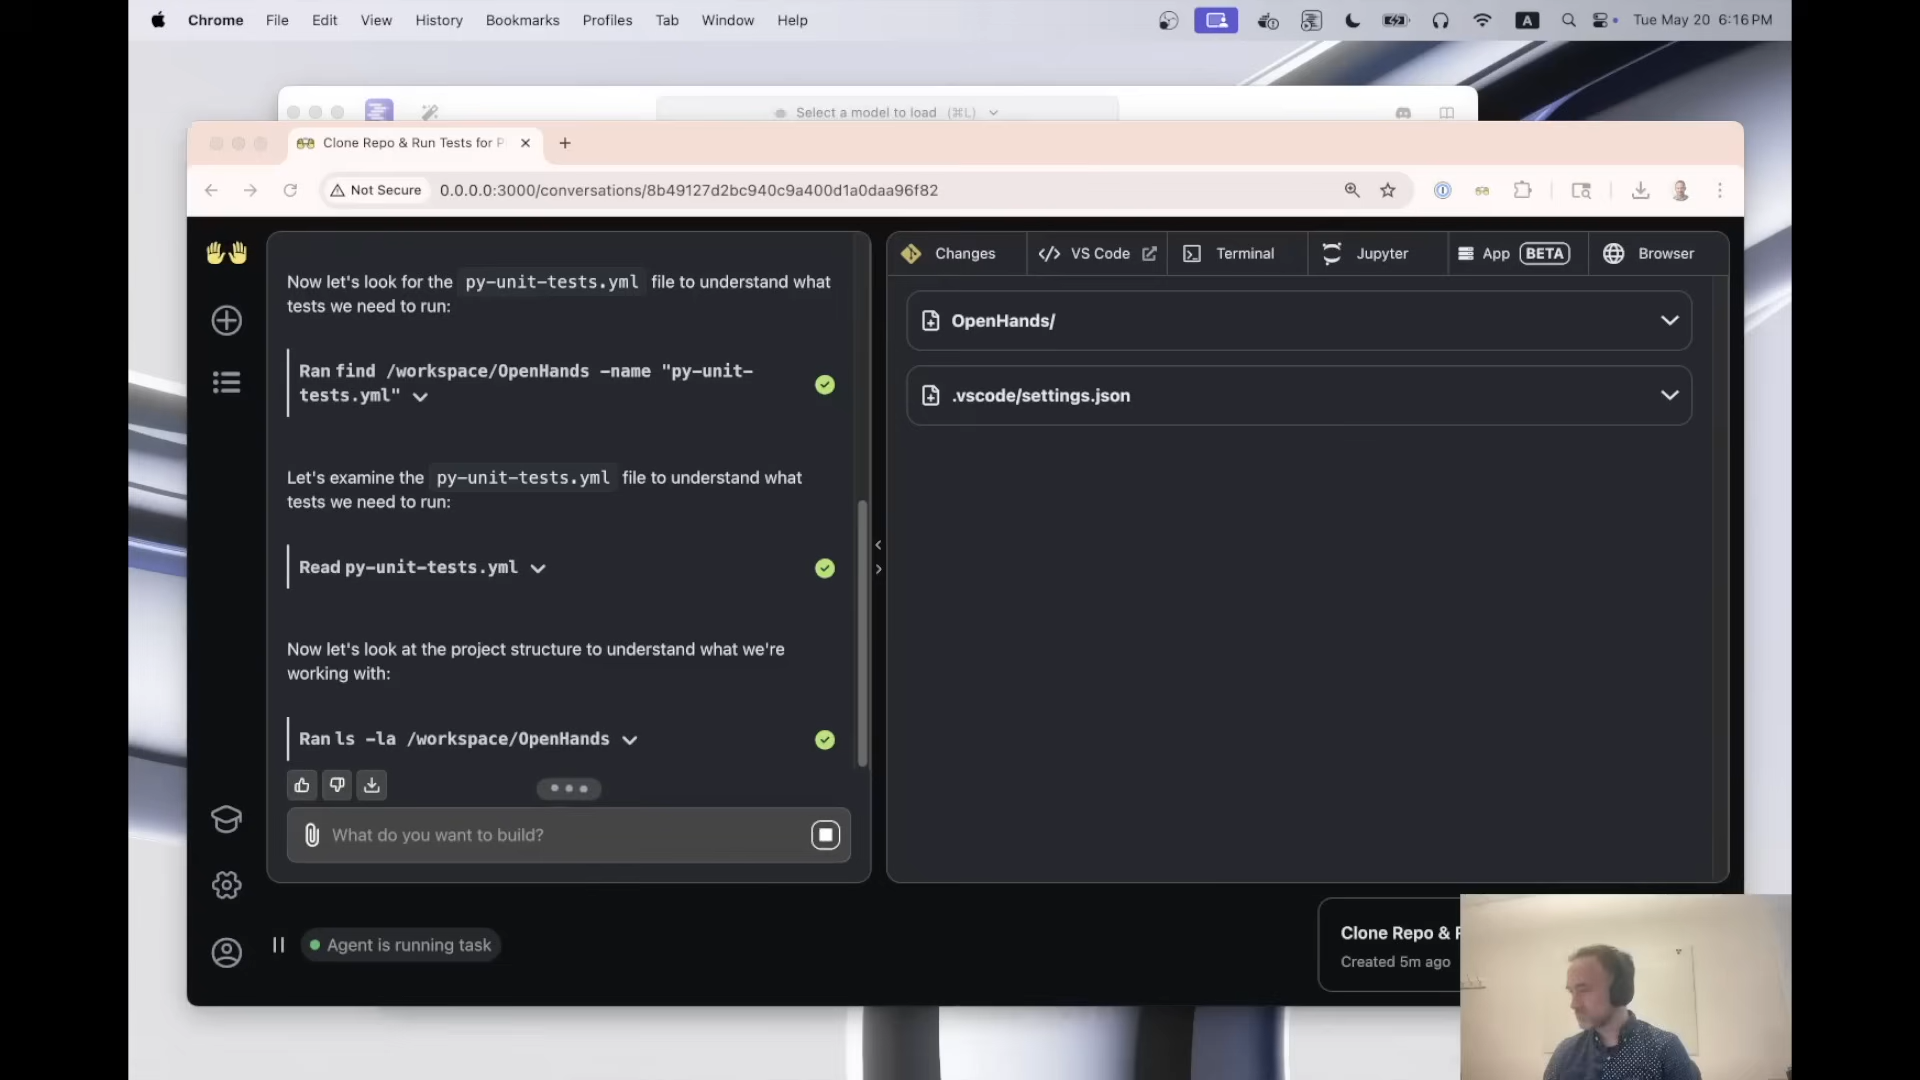 Chrome File Edit View History Bookmarks Profiles Tab Window Help A Tue May 20 6:16 PM
Select a model to load (⌘L)
Clone Repo & Run Tests for P
Not Secure 0.0.0.0:3000/conversations/8b49127d2bc940c9a400d1a0daa96f82
Changes VS Code Terminal Jupyter App BETA Browser
Now let's look for the py-unit-tests.yml file to understand what
tests we need to run:
Ran find /workspace/OpenHands -name "py-unit-
tests.yml"
Let's examine the py-unit-tests.yml file to understand what
tests we need to run:
Read py-unit-tests.yml
Now let's look at the project structure to understand what we're
working with:
Ran ls -la /workspace/OpenHands
What do you want to build?
Agent is running task
OpenHands/
.vscode/settings.json
Clone Repo &
Created 5m ago